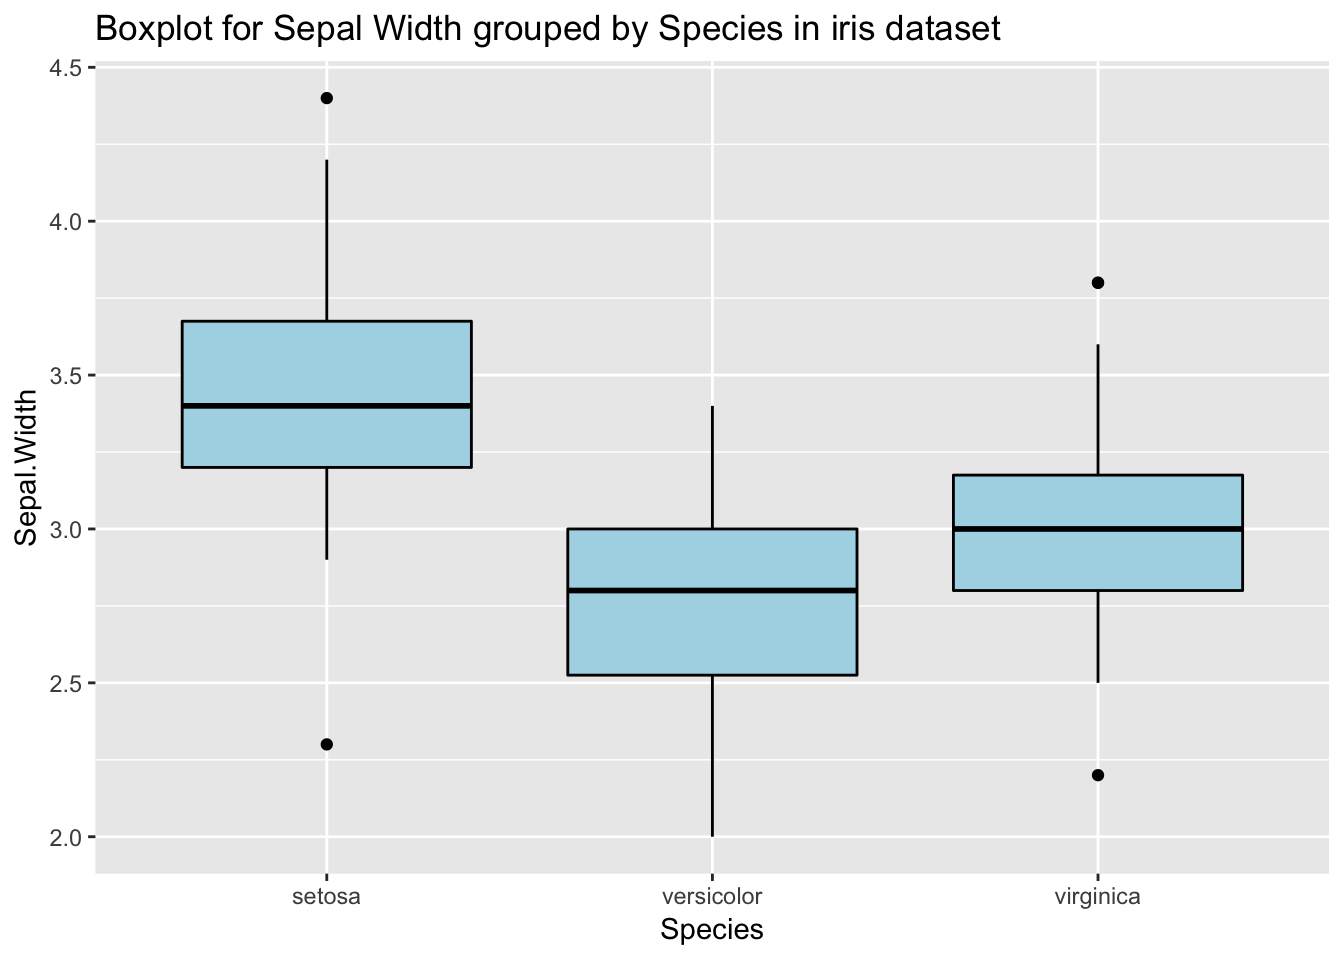 Boxplot for Sepal Width grouped by Species in iris dataset
4.5
4.0
3.5
3.0
2.5
2.0
Sepal.Width
setosa versicolor virginica
Species